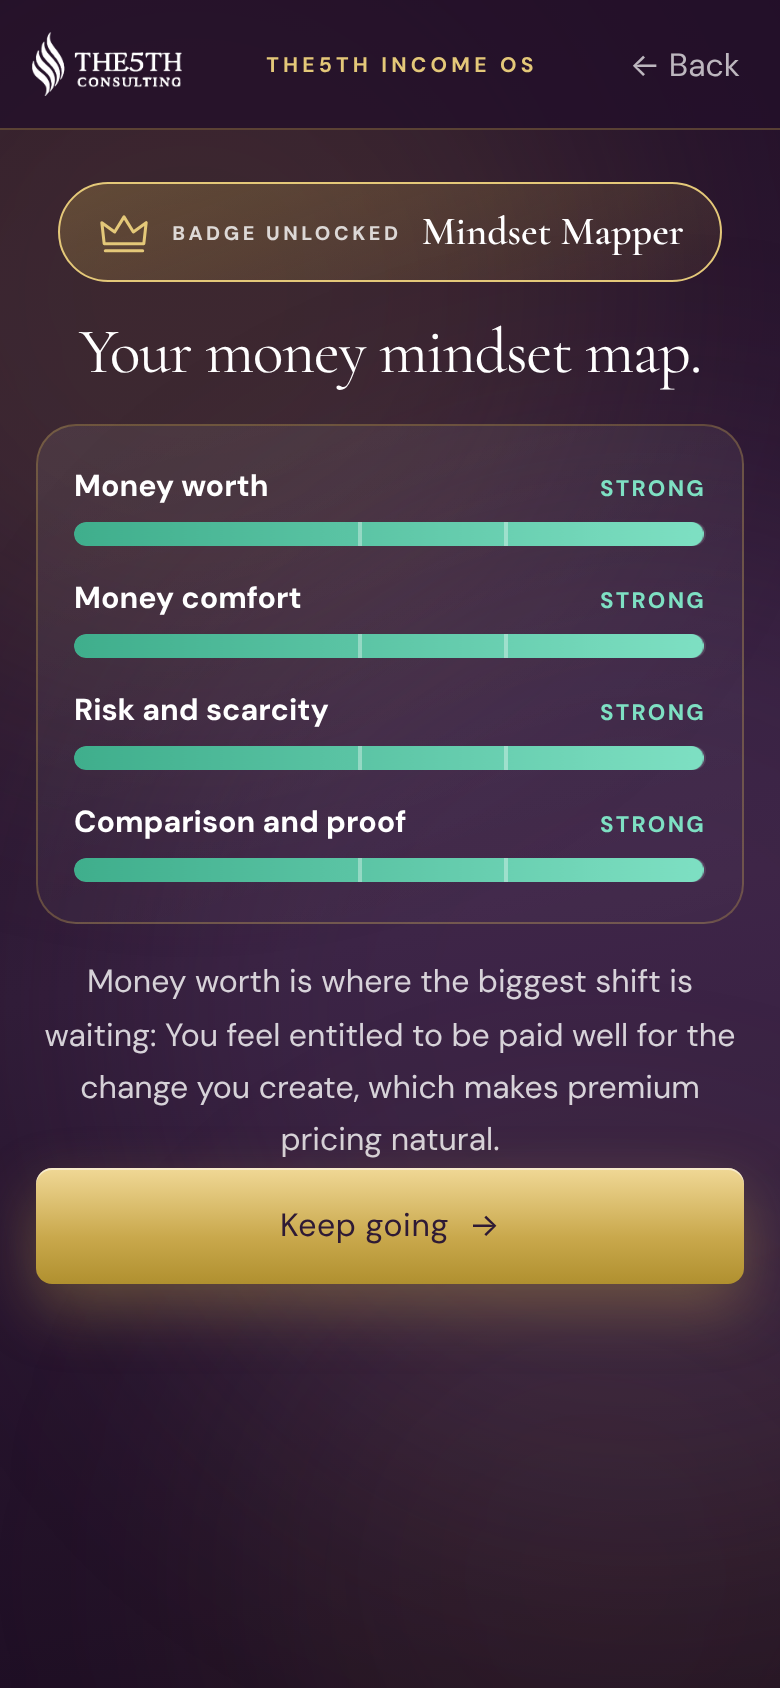 THE5TH
CONSULTING
THE5TH INCOME OS
← Back
BADGE UNLOCKED Mindset Mapper
Your money mindset map.
Money worth STRONG
Money comfort STRONG
Risk and scarcity STRONG
Comparison and proof STRONG
Money worth is where the biggest shift is
waiting: You feel entitled to be paid well for the
change you create, which makes premium
pricing natural.
Keep going →